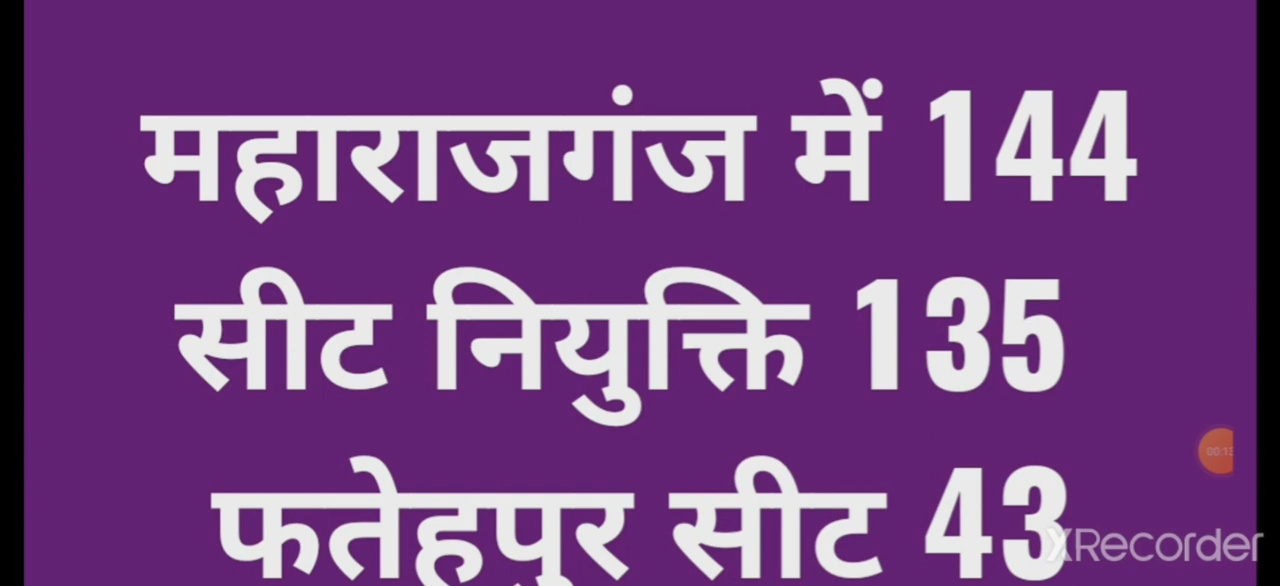 महाराजगंज में 144
सीट नियुक्ति 135
फतेहपुर सीट 43
XRecorder